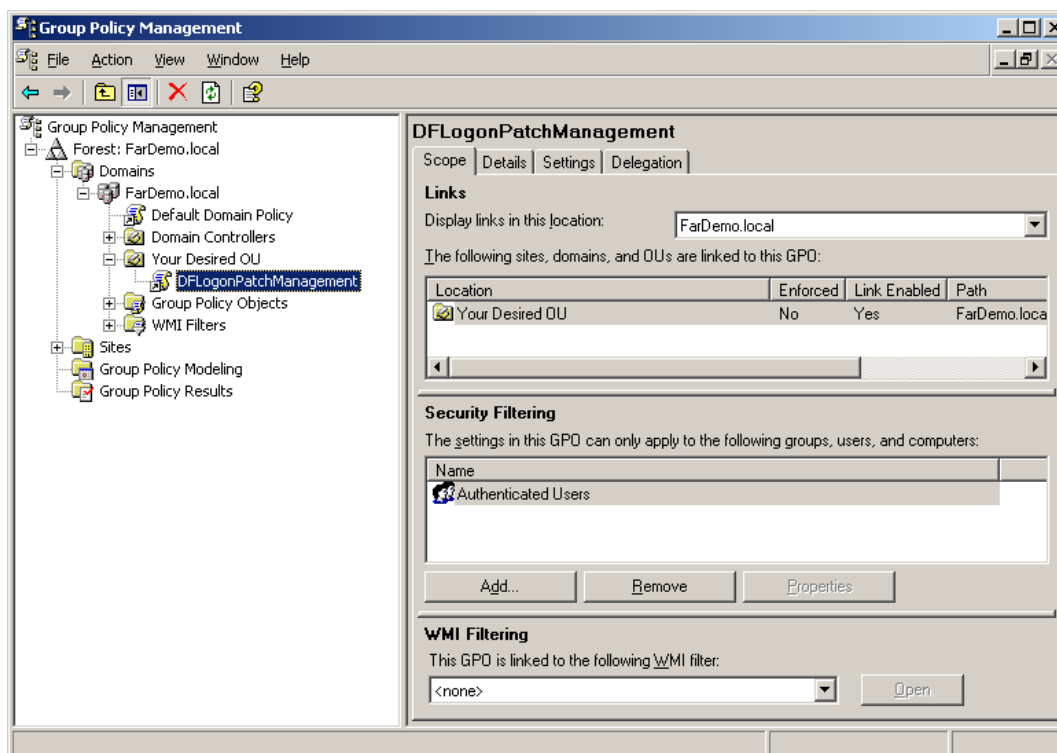 Group Policy Management
File Action View Window Help
Group Policy Management
Forest: FarDemo.local
Domains
FarDemo.local
Default Domain Policy
Domain Controllers
Your Desired OU
DFLogonPatchManagement
Group Policy Objects
WMI Filters
Sites
Group Policy Modeling
Group Policy Results
DFLogonPatchManagement
Scope Details Settings Delegation
Links
Display links in this location: FarDemo.local
The following sites, domains, and OUs are linked to this GPO:
Location Enforced Link Enabled Path
Your Desired OU No Yes FarDemo.loca
Security Filtering
The settings in this GPO can only apply to the following groups, users, and computers:
Name
Authenticated Users
Add... Remove Properties
WMI Filtering
This GPO is linked to the following WMI filter:
<none> Open